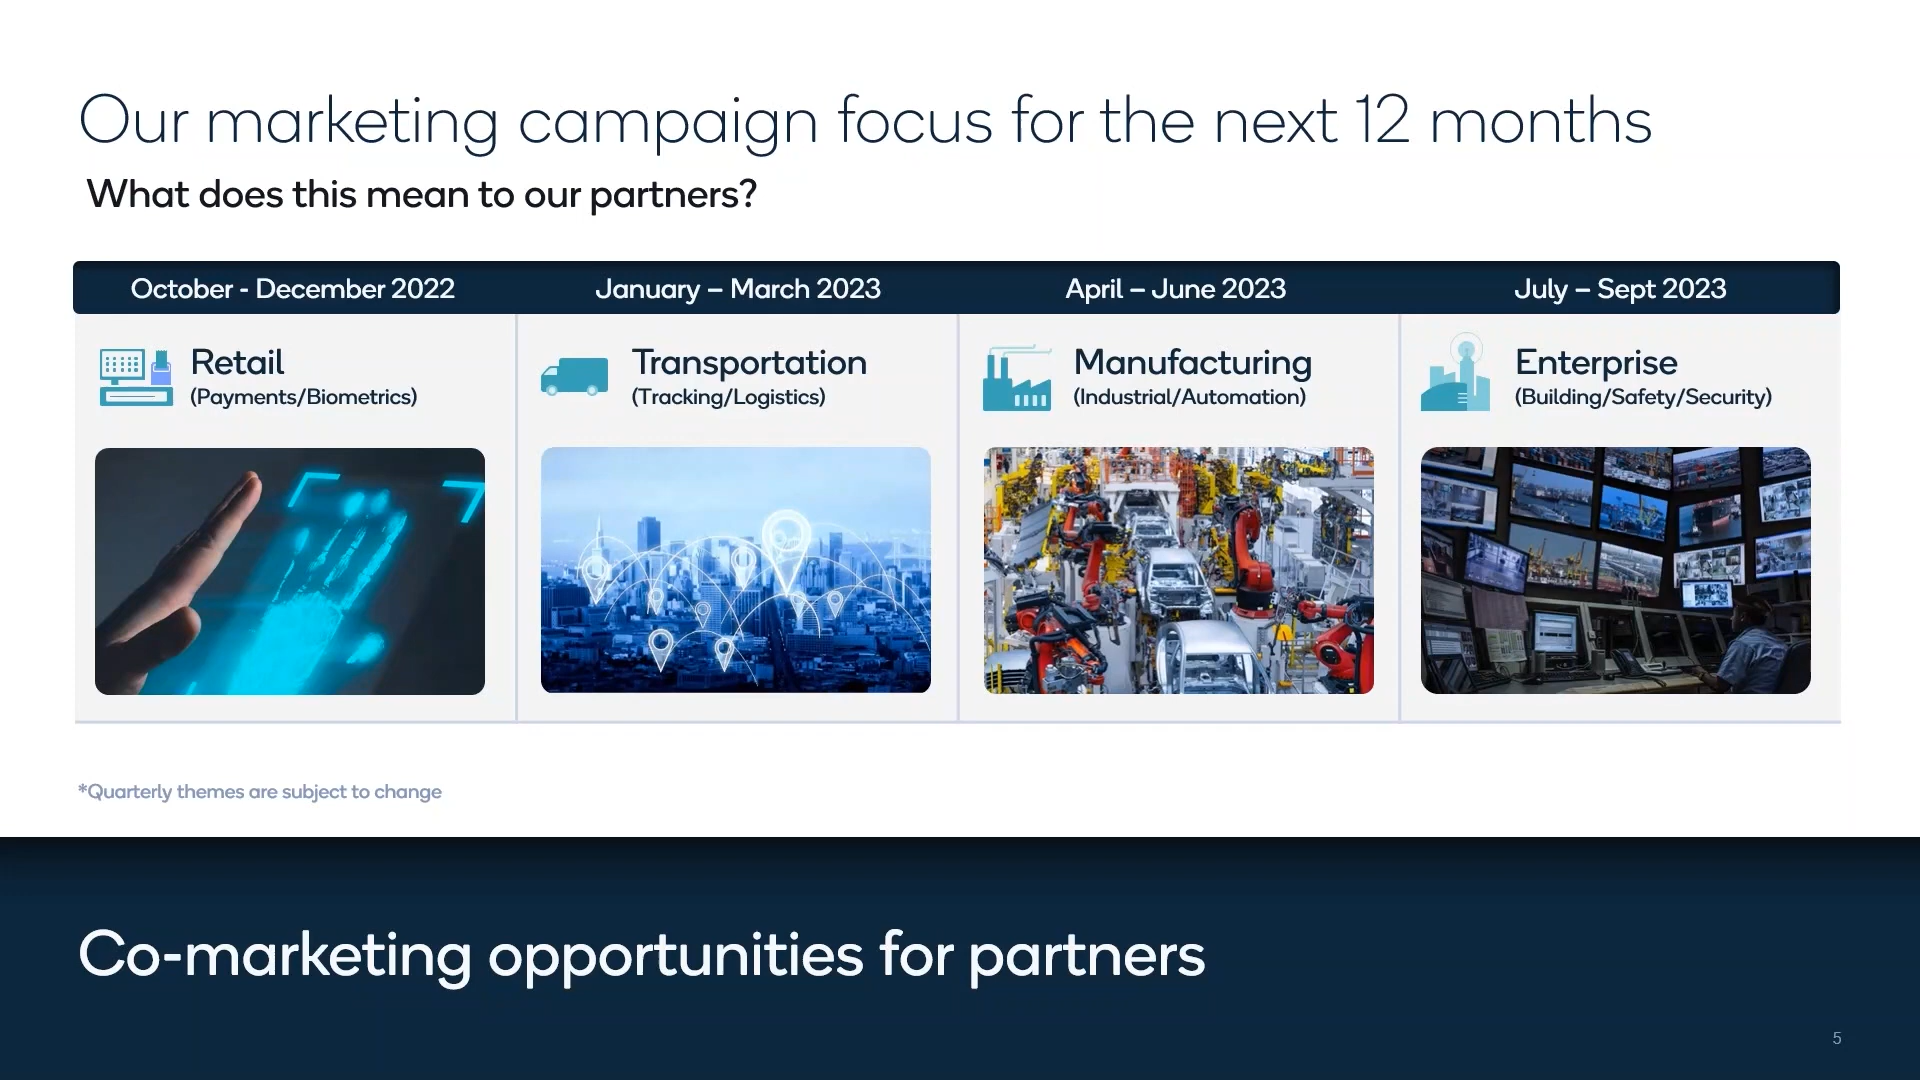 Our marketing campaign focus for the next 12 months
What does this mean to our partners?
October - December 2022
January – March 2023
April – June 2023
July – Sept 2023
Retail
(Payments/Biometrics)
Transportation
(Tracking/Logistics)
Manufacturing
(Industrial/Automation)
Enterprise
(Building/Safety/Security)
*Quarterly themes are subject to change
Co-marketing opportunities for partners
5